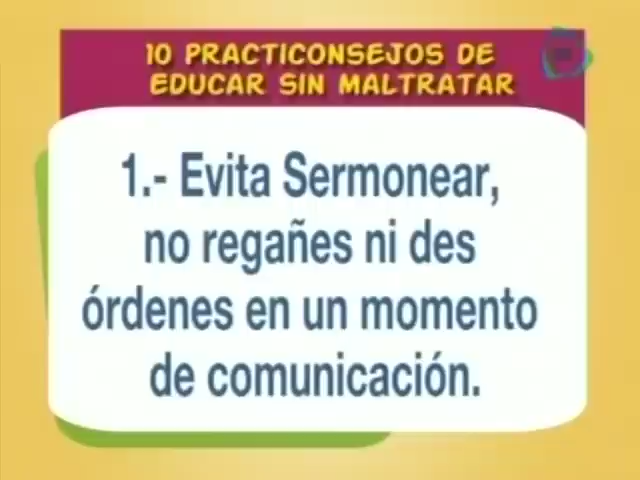 10 PRACTICONSEJOS DE
EDUCAR SIN MALTRATAR
1.- Evita Sermonear,
no regañes ni des
órdenes en un momento
de comunicación.